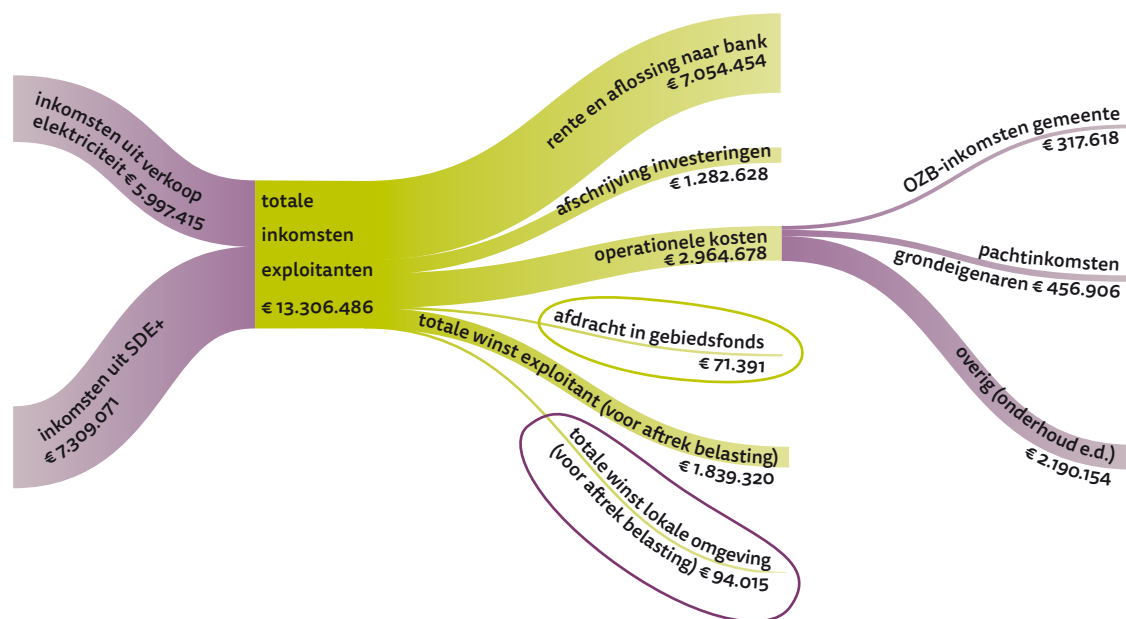 inkomsten uit verkoop
elektriciteit € 5.997.415
inkomsten uit SDE+
€ 7.309.071
totale
inkomsten
exploitanten
€ 13.306.486
rente en aflossing naar bank
€ 7.054.454
afschrijving investeringen
€ 1.282.628
operationele kosten
€ 2.964.678
afdracht in gebiedsfonds
€ 71.391
totale winst exploitant (voor aftrek belasting)
€ 1.839.320
totale winst lokale omgeving
(voor aftrek belasting) € 94.015
OZB-inkomsten gemeente
€ 317.618
pachtinkomsten
grondeigenaren € 456.906
overig (onderhoud e.d.)
€ 2.190.154